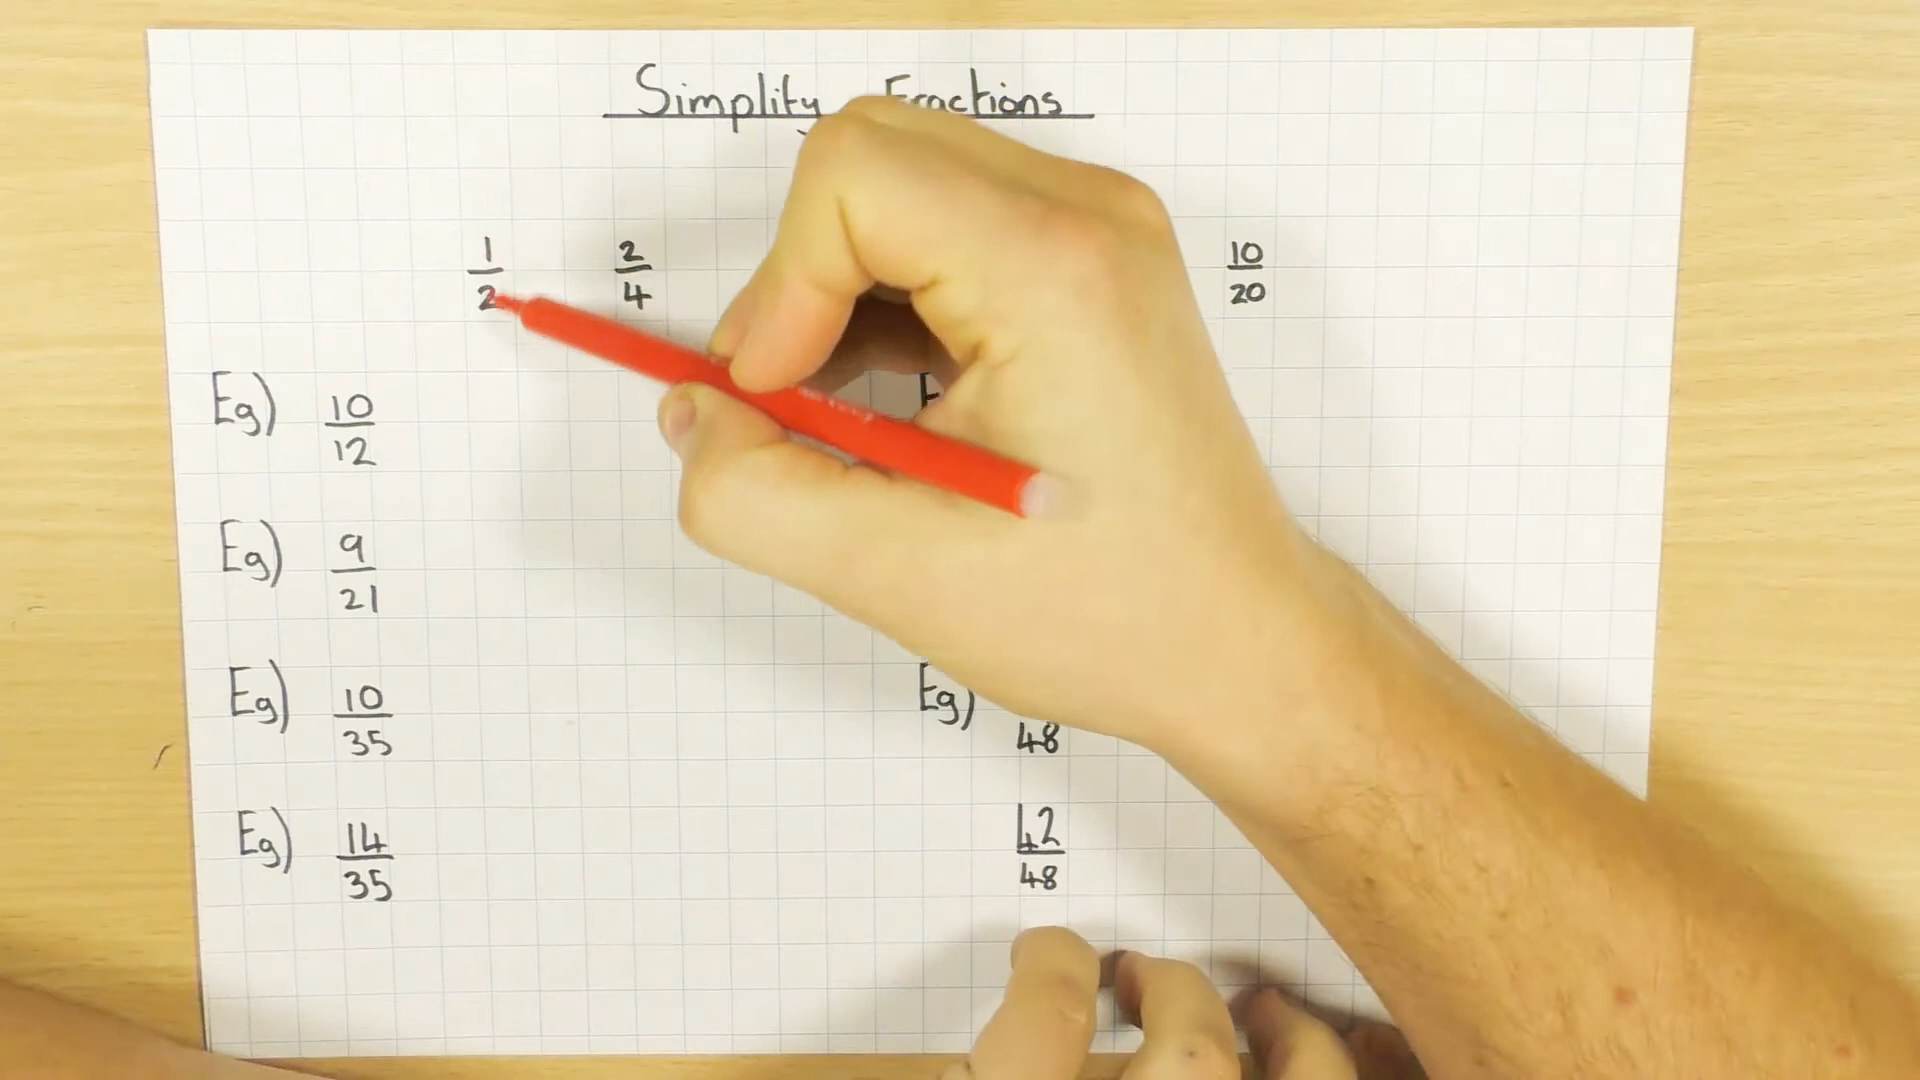 Simplify Fractions
1/2 2/4 10/20
Eg) 10/12
Eg) 9/21
Eg) 10/35 Eg) 48
Eg) 14/35 42/48